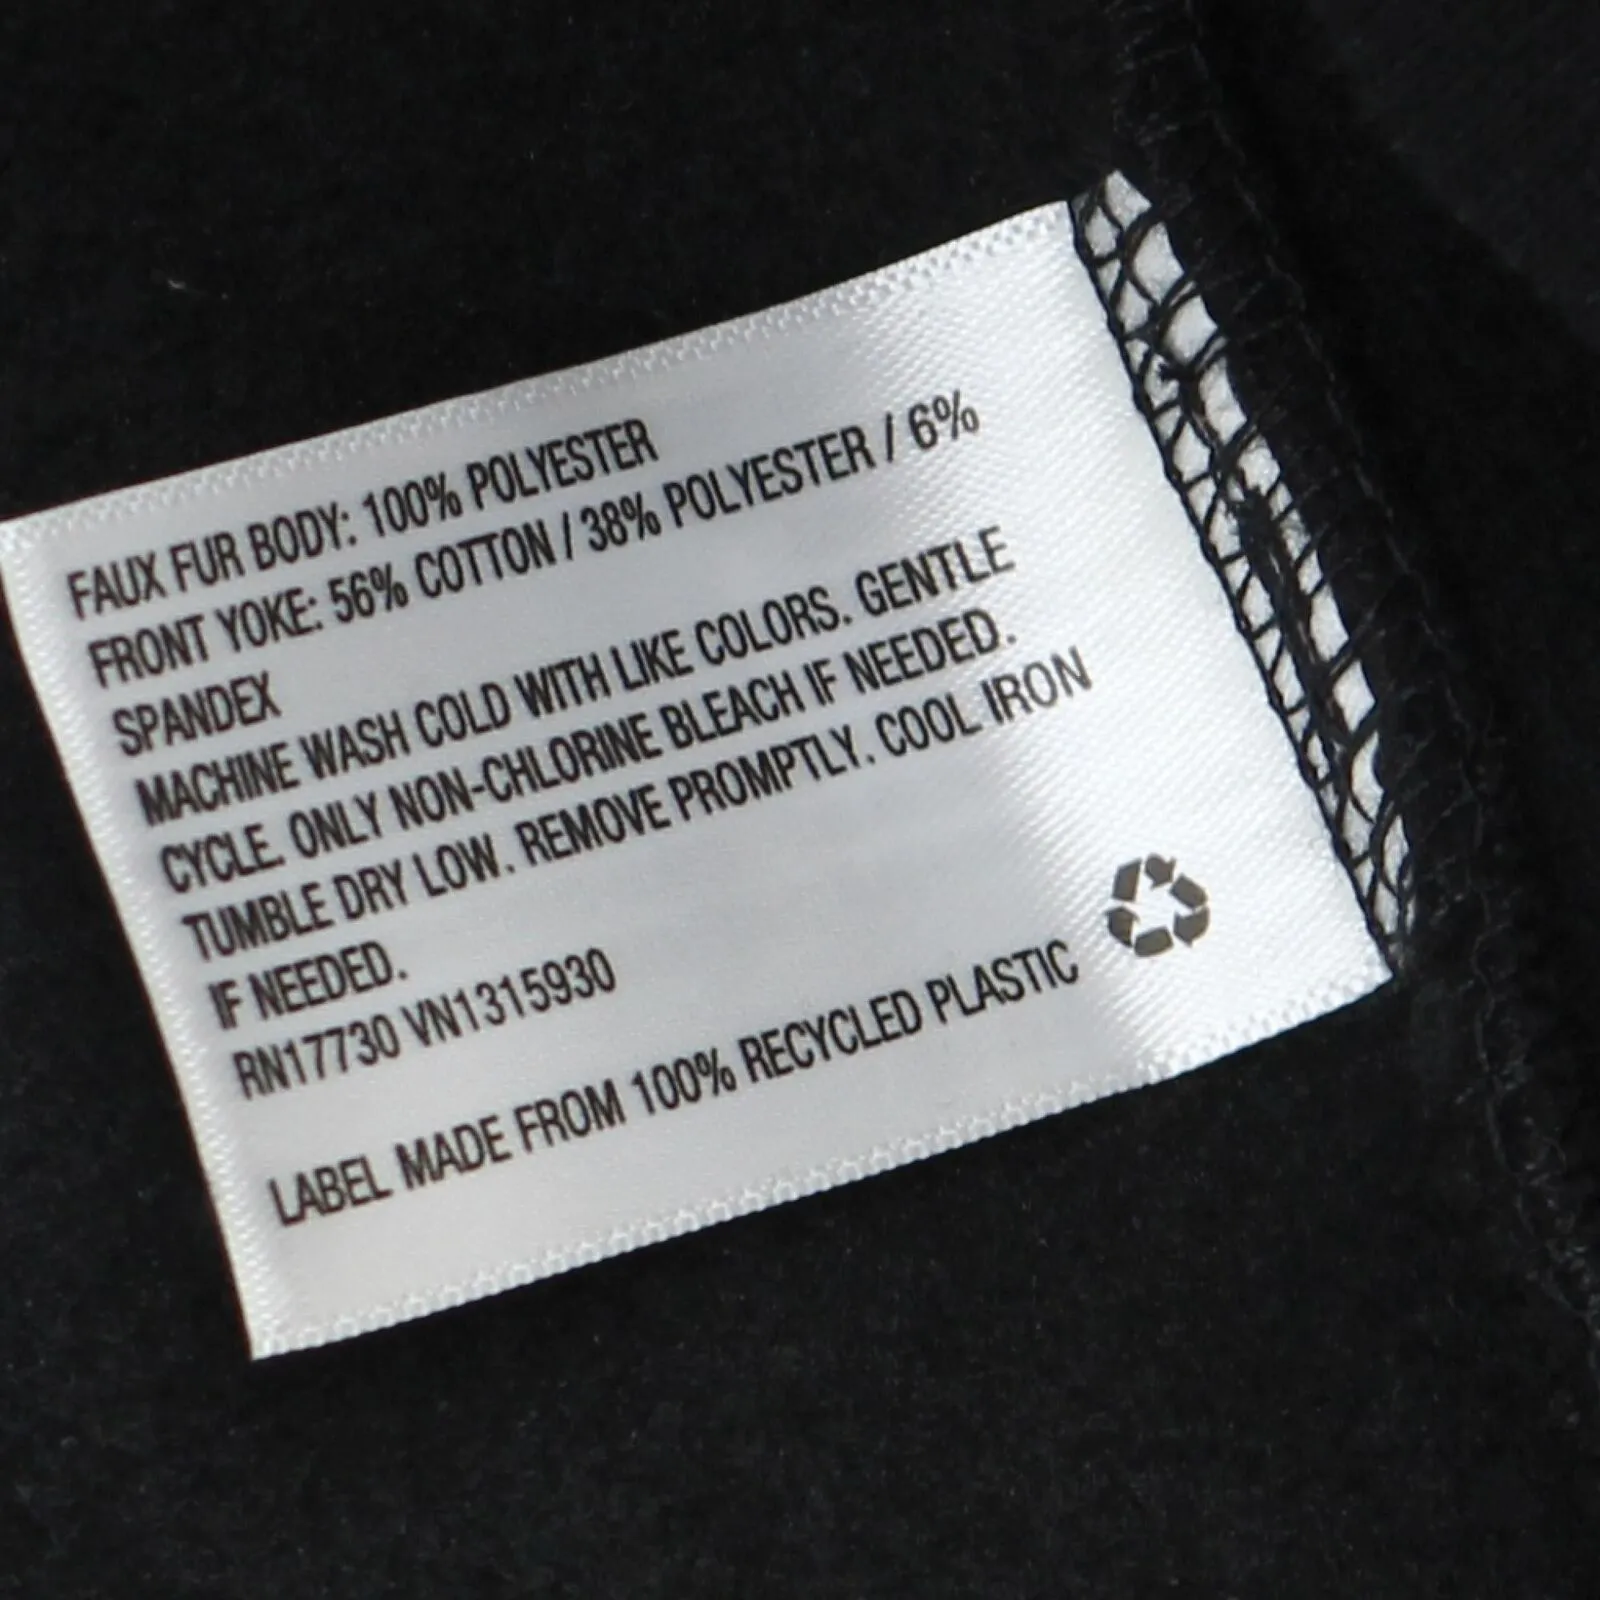 FAUX FUR BODY: 100% POLYESTER
FRONT YOKE: 56% COTTON / 38% POLYESTER / 6%
SPANDEX
MACHINE WASH COLD WITH LIKE COLORS. GENTLE
CYCLE. ONLY NON-CHLORINE BLEACH IF NEEDED.
TUMBLE DRY LOW. REMOVE PROMPTLY. COOL IRON
IF NEEDED.
RN17730 VN1315930
LABEL MADE FROM 100% RECYCLED PLASTIC